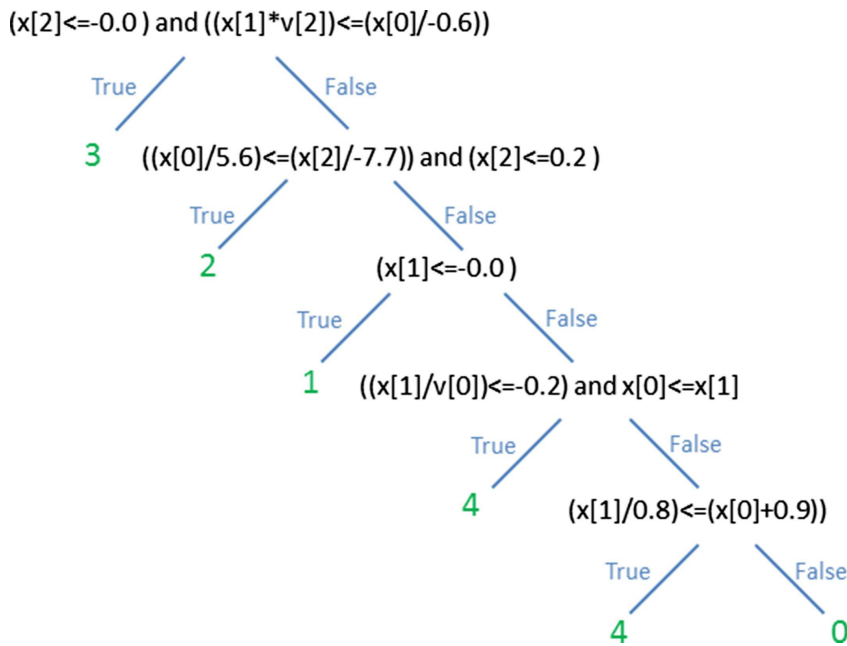 (x[2]<=-0.0 ) and ((x[1]*v[2])<=(x[0]/-0.6))
True
False
3
((x[0]/5.6)<=(x[2]/-7.7)) and (x[2]<=0.2 )
True
False
2
(x[1]<=-0.0 )
True
False
1
((x[1]/v[0])<=-0.2) and x[0]<=x[1]
True
False
4
(x[1]/0.8)<=(x[0]+0.9))
True
False
4
0